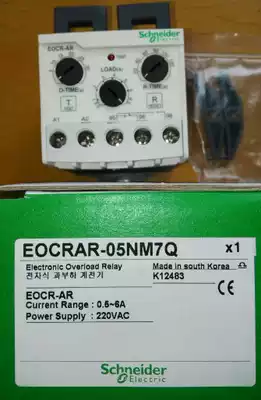 Schneider
Electric
EOCR-AR
TRIP
LOAD(A)
D-TIME(s)
R-TIME(s)
T
R
A1
A2
95
96
98
EOCRAR-05NM7Q
x1
Electronic Overload Relay
Made in south Korea
전자식 과부하 계전기
K12483
EOCR-AR
CE
Current Range : 0.5~6A
Power Supply : 220VAC
Schneider
Electric